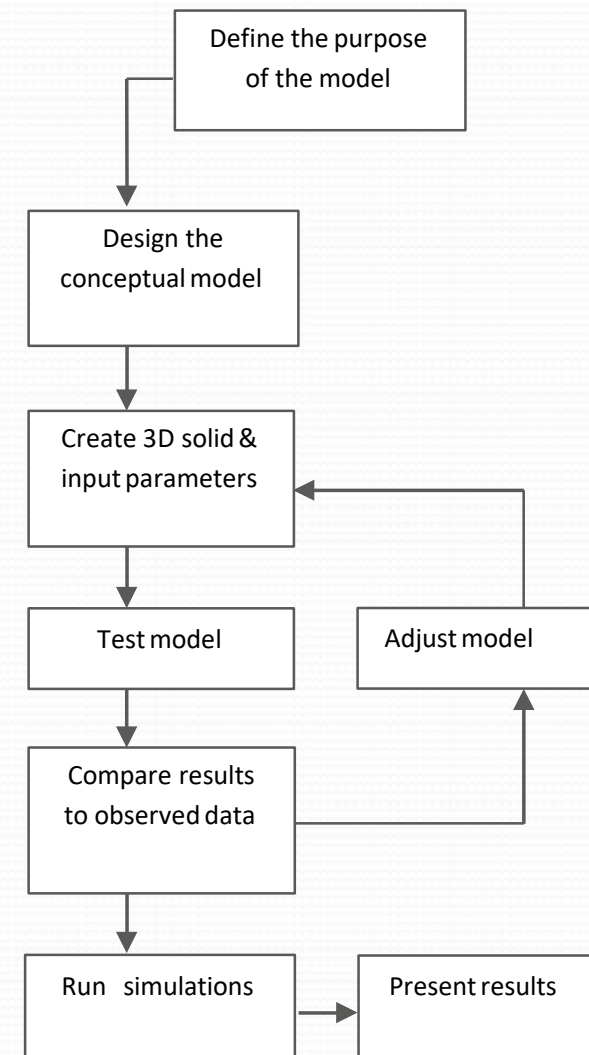 Define the purpose
of the model
Design the
conceptual model
Create 3D solid &
input parameters
Test model
Adjust model
Compare results
to observed data
Run simulations
Present results